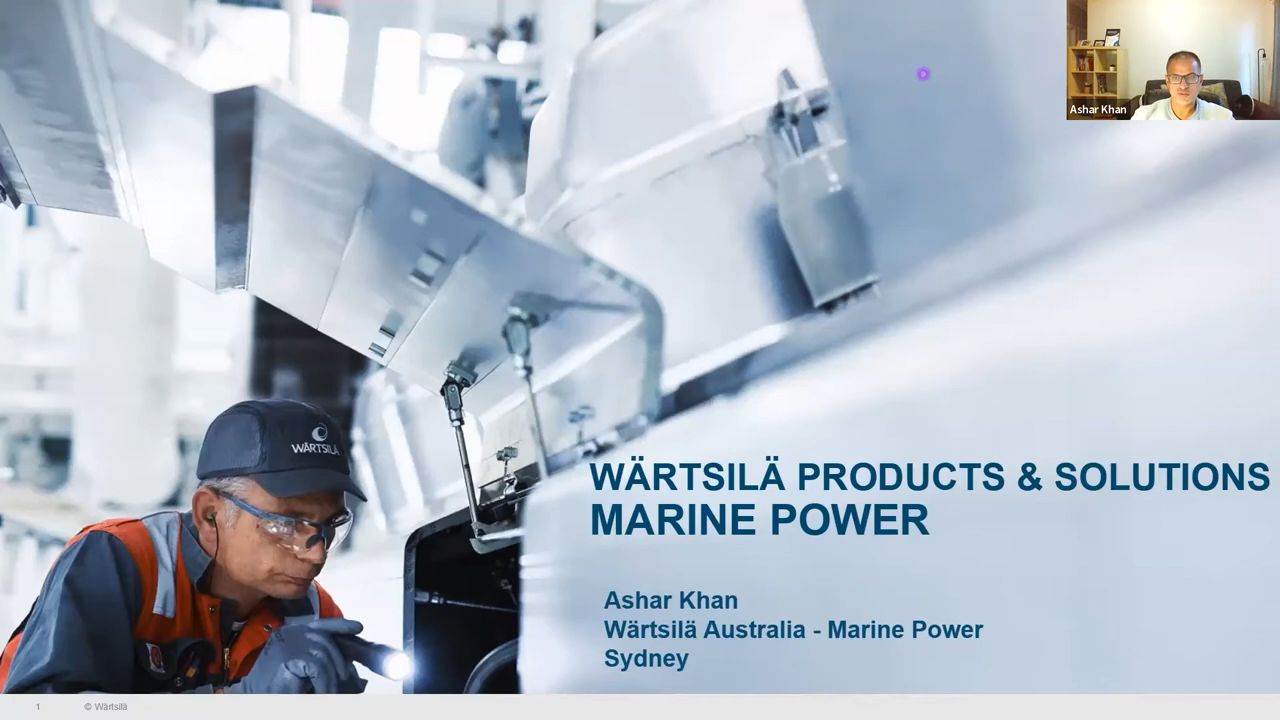 Ashar Khan
WÄRTSILÄ
WÄRTSILÄ PRODUCTS & SOLUTIONS
MARINE POWER
Ashar Khan
Wärtsilä Australia - Marine Power
Sydney
1
© Wärtsilä